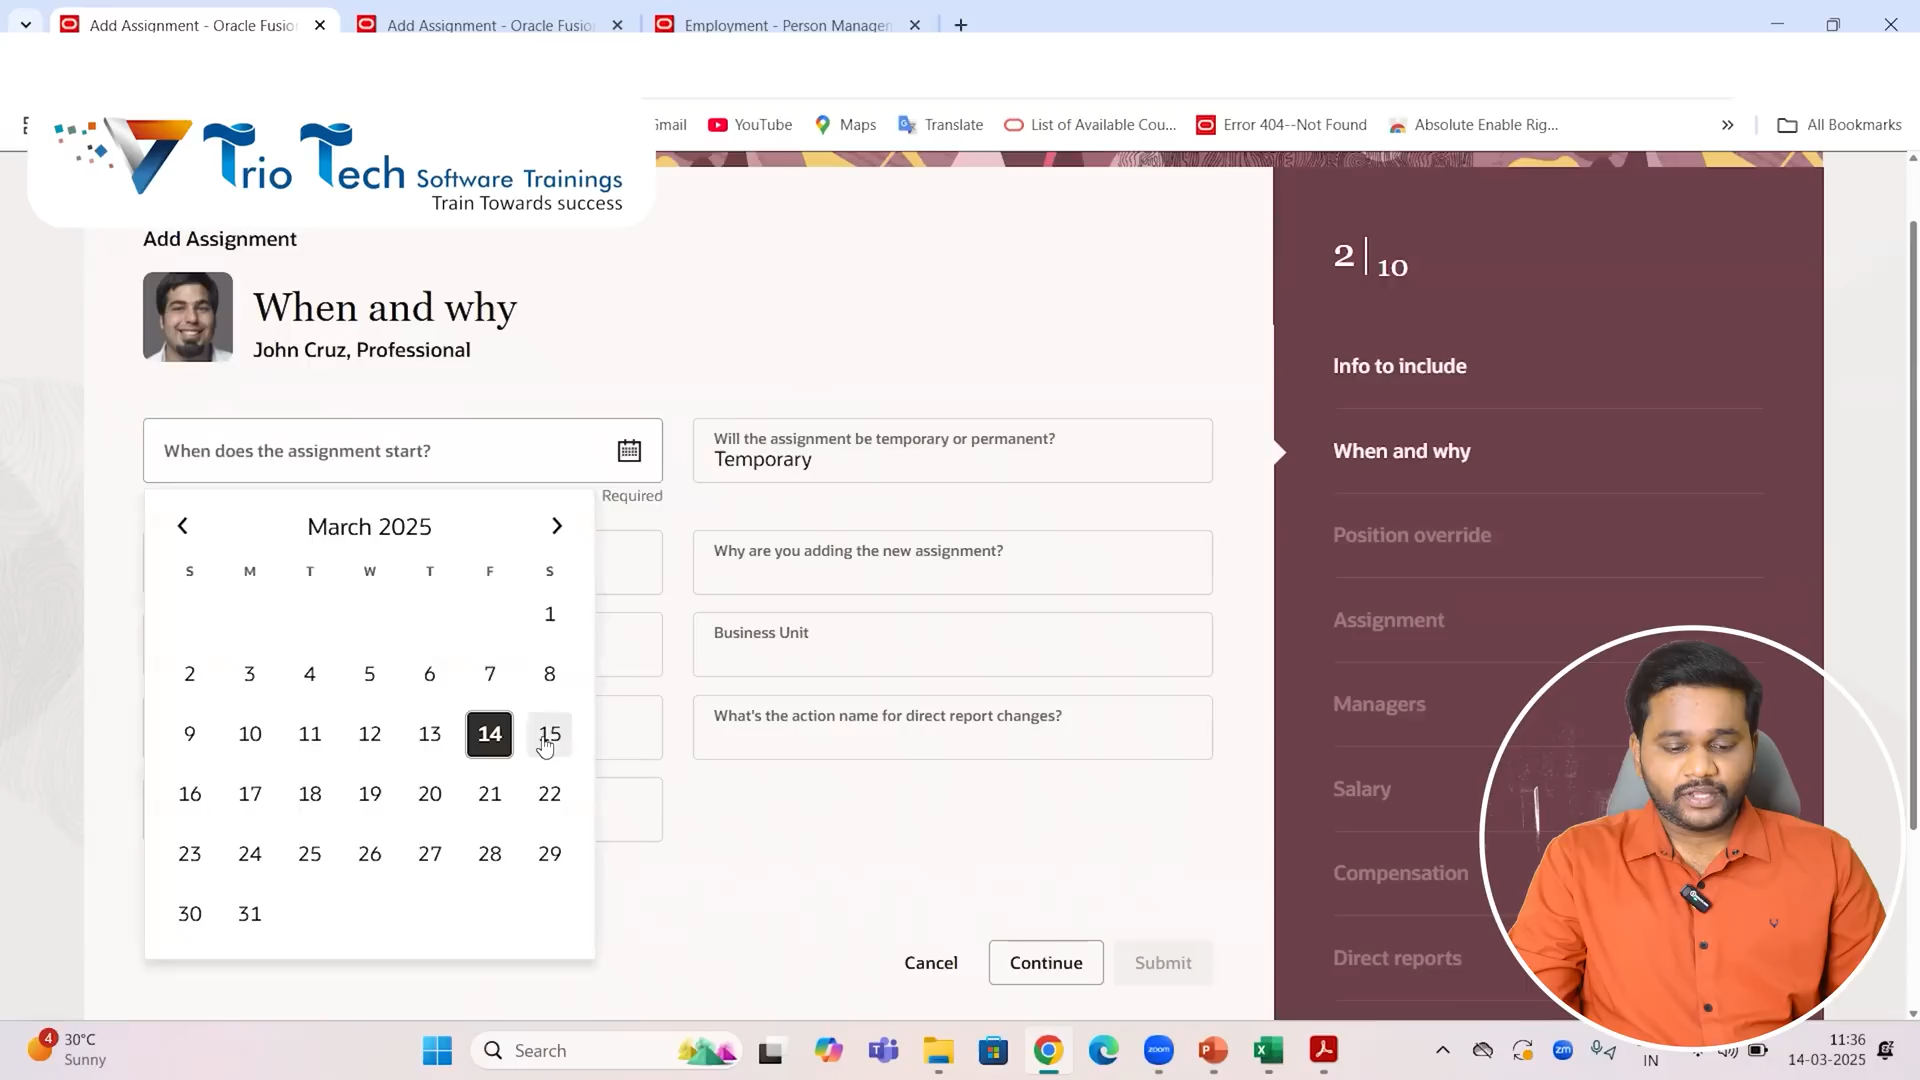 Add Assignment - Oracle Fusio
Add Assignment - Oracle Fusio
Employment - Person Managem
Gmail
YouTube
Maps
Translate
List of Available Cou...
Error 404--Not Found
Absolute Enable Rig...
All Bookmarks
Trio Tech Software Trainings
Train Towards success
Add Assignment
When and why
John Cruz, Professional
When does the assignment start?
Required
Will the assignment be temporary or permanent?
Temporary
March 2025
S M T W T F S
1
2 3 4 5 6 7 8
9 10 11 12 13 14 15
16 17 18 19 20 21 22
23 24 25 26 27 28 29
30 31
Why are you adding the new assignment?
Business Unit
What's the action name for direct report changes?
Cancel
Continue
Submit
2 | 10
Info to include
When and why
Position override
Assignment
Managers
Salary
Compensation
Direct reports
4
30°C
Sunny
Search
zoom
zm
IN
11:36
14-03-2025